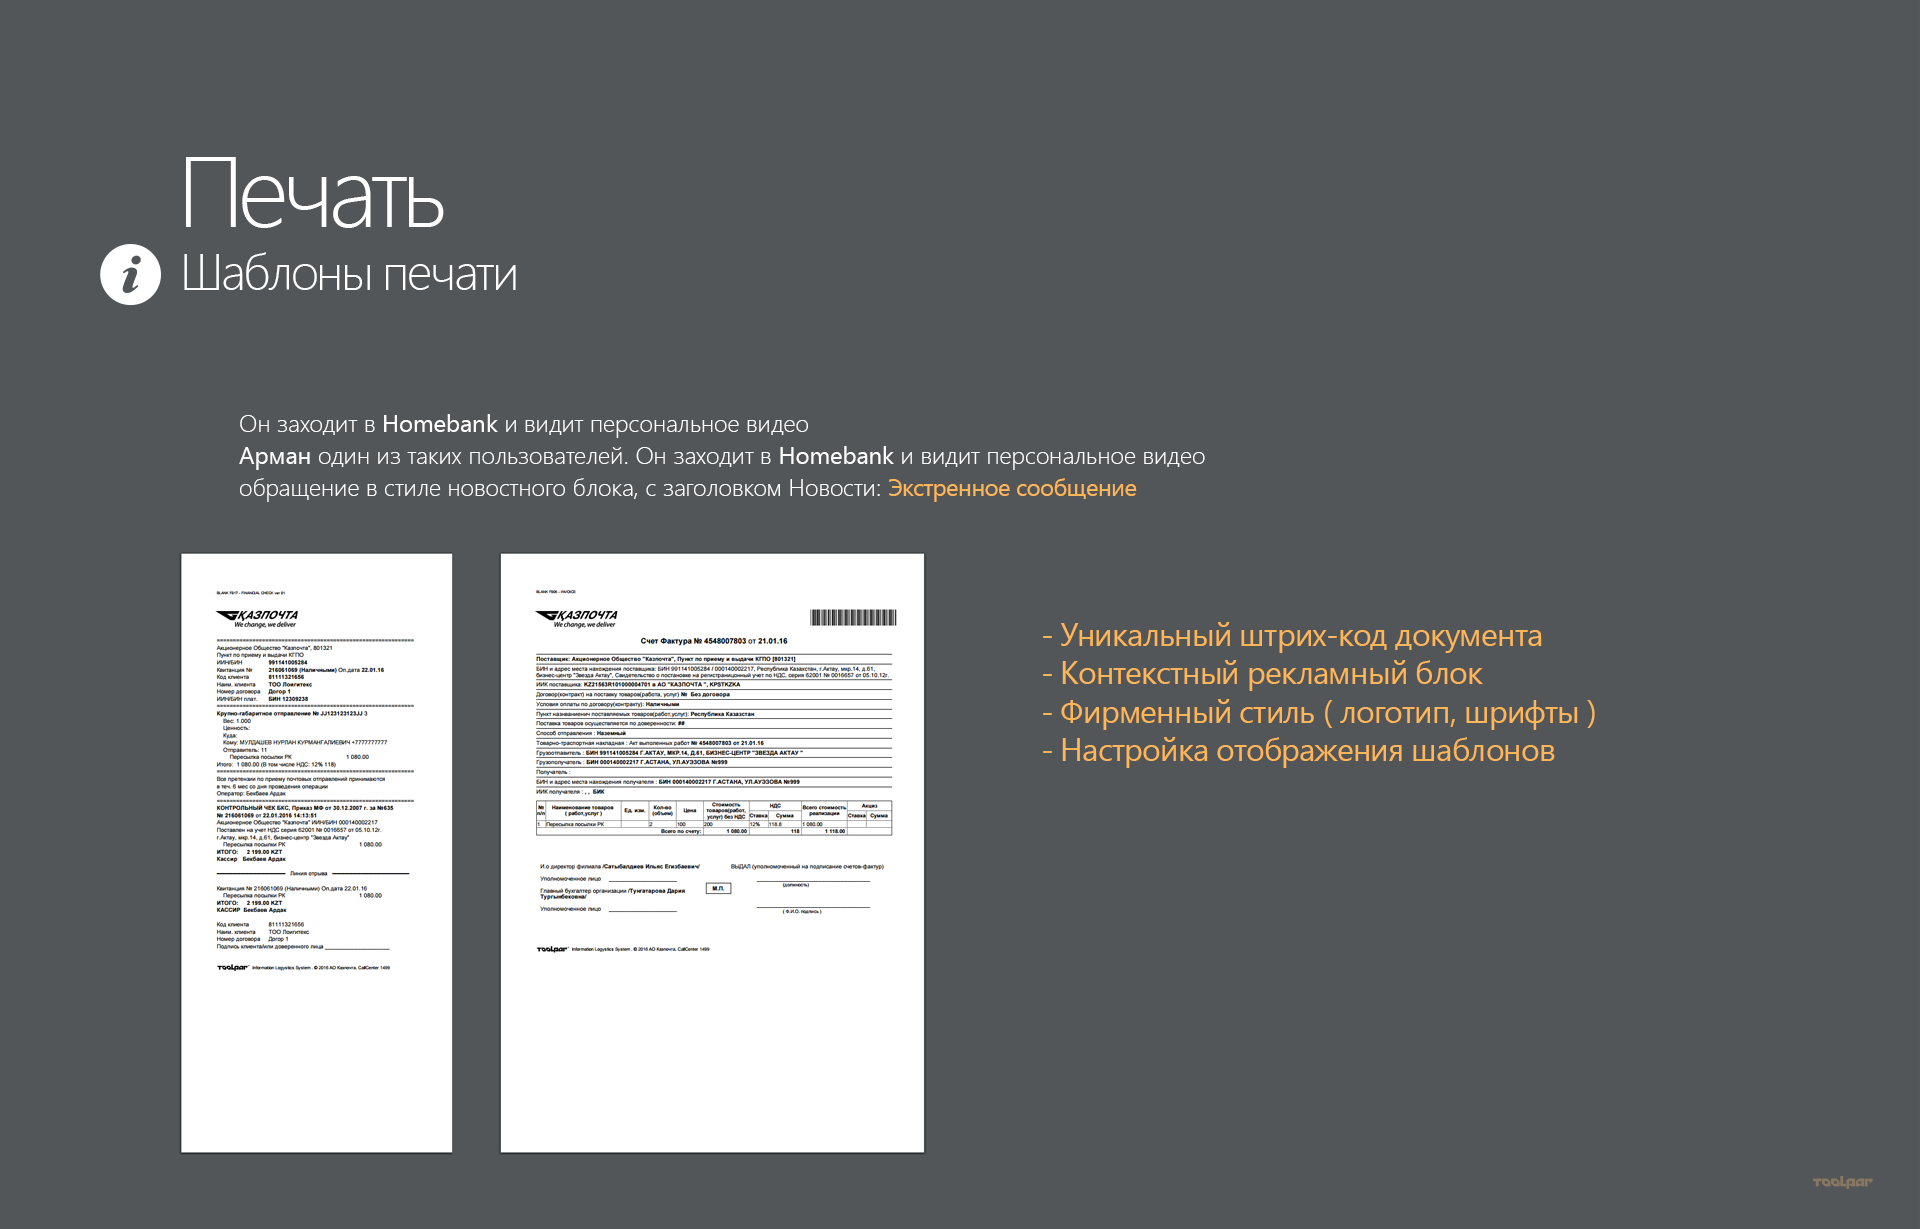 Печать
Шаблоны печати
Он заходит в Homebank и видит персональное видео
Арман один из таких пользователей. Он заходит в Homebank и видит персональное видео
обращение в стиле новостного блока, с заголовком Новости: Экстренное сообщение
BLANK F917 - FINANCIAL CHECK ver 01
ҚАЗПОЧТА
We change, we deliver
Акционерное Общество "Казпочта", 801321
Пункт по приему и выдачи КГПО
ИИН/БИН 991141005284
Квитанция № 216061069 (Наличными) Оп.дата 22.01.16
Код клиента 81111321656
Наим. клиента ТОО Лоигитекс
Номер договора Догор 1
ИИН/БИН плат. БИН 12309238
Крупно-габаритное отправление № JJ123123123JJ 3
Вес: 1.000
Ценность:
Куда:
Кому: МУЛДАШЕВ НУРЛАН КУРМАНГАЛИЕВИЧ +7777777777
Отправитель: 11
Пересылка посылки РК 1 080.00
Итого: 1 080.00 (В том числе НДС: 12% 118)
Все претензии по приему почтовых отправлений принимаются
в теч. 6 мес со дня проведения операции
Оператор: Бекбаев Ардак
КОНТРОЛЬНЫЙ ЧЕК БКС, Приказ МФ от 30.12.2007 г. за №635
№ 216061069 от 22.01.2016 14:13:51
Акционерное Общество "Казпочта" ИИН/БИН 000140002217
Поставлен на учет НДС серия 62001 № 0016657 от 05.10.12г.
г.Актау, мкр.14, д.61, бизнес-центр "Звезда Актау"
Пересылка посылки РК 1 080.00
ИТОГО: 2 199.00 KZT
Кассир Бекбаев Ардак
Линия отрыва
Квитанция № 216061069 (Наличными) Оп.дата 22.01.16
Пересылка посылки РК 1 080.00
ИТОГО: 2 199.00 KZT
КАССИР Бекбаев Ардак
Код клиента 81111321656
Наим. клиента ТОО Лоигитекс
Номер договора Догор 1
Подпись клиента/или доверенного лица
Toolpar Information Logystics System . © 2016 АО Казпочта. CallCenter 1499
BLANK F906 - INVOICE
ҚАЗПОЧТА
We change, we deliver
Счет Фактура № 4548007803 от 21.01.16
Поставщик: Акционерное Общество "Казпочта", Пункт по приему и выдачи КГПО [801321]
БИН и адрес места нахождения поставщика: БИН 991141005284 / 000140002217, Республика Казахстан, г.Актау, мкр.14, д.61,
бизнес-центр "Звезда Актау", Свидетельство о постановке на регистрационный учет по НДС, серия 62001 № 0016657 от 05.10.12г.
ИИК поставщика: KZ21563R101000004701 в АО "КАЗПОЧТА ", KPSTKZKA
Договор(контракт) на поставку товаров(работа, услуг) № Без договора
Условия оплаты по договору(контракту): Наличными
Пункт назначением поставляемых товаров(работ,услуг): Республика Казахстан
Поставка товаров осуществляется по доверенности: ##
Способ отправления : Наземный
Товарно-траспортная накладная : Акт выполенных работ № 4548007803 от 21.01.16
Грузоотвитель : БИН 991141005284 Г.АКТАУ, МКР.14, Д.61, БИЗНЕС-ЦЕНТР "ЗВЕЗДА АКТАУ "
Грузополучатель : БИН 000140002217 Г.АСТАНА, УЛ.АУЭЗОВА №999
Получатель :
БИН и адрес места нахождения получателя : БИН 000140002217 Г.АСТАНА, УЛ.АУЭЗОВА №999
ИИК получателя : , , БИК
№ п/п Наименование товаров ( работ,услуг ) Ед. изм. Кол-во (объем) Цена Стоимость товаров(работ, услуг) без НДС НДС Ставка Сумма Всего стоимость реализации Акциз Ставка Сумма
1 Пересылка посылки РК 2 100 200 12% 118.8 1 080.00
Всего по счету: 1 080.00 118 1 118.00
И.о директор филиала /Сатыбалдиев Ильяс Егизбаевич/ ВЫДАЛ (уполномоченный на подписание счетов-фактур)
Уполномоченное лицо
(должность)
Главный бухгалтер организации /Тунгатарова Дария
Тургынбековна/
М.П.
Уполномоченное лицо
( Ф.И.О. подпись )
Toolpar Information Logystics System . © 2016 АО Казпочта. CallCenter 1499
- Уникальный штрих-код документа
- Контекстный рекламный блок
- Фирменный стиль ( логотип, шрифты )
- Настройка отображения шаблонов
Toolpar